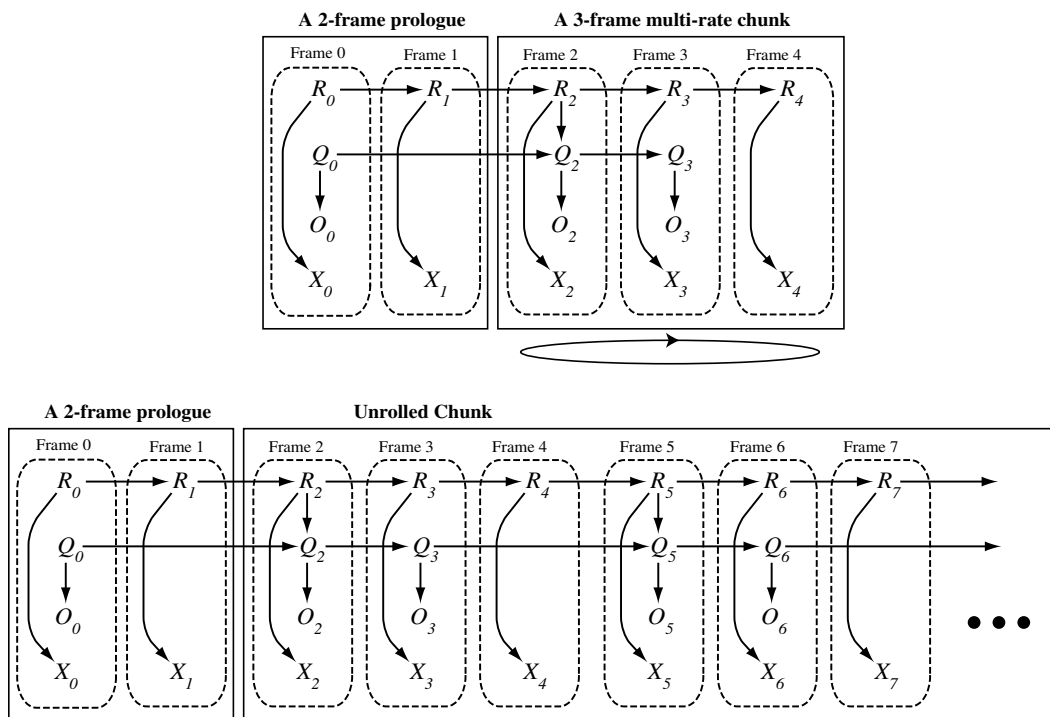 A 2-frame prologue A 3-frame multi-rate chunk
Frame 0 Frame 1 Frame 2 Frame 3 Frame 4
R0 R1 R2 R3 R4
Q0 Q2 Q3
O0 O2 O3
X0 X1 X2 X3 X4
A 2-frame prologue Unrolled Chunk
Frame 0 Frame 1 Frame 2 Frame 3 Frame 4 Frame 5 Frame 6 Frame 7
R0 R1 R2 R3 R4 R5 R6 R7
Q0 Q2 Q3 Q5 Q6
O0 O2 O3 O5 O6
X0 X1 X2 X3 X4 X5 X6 X7